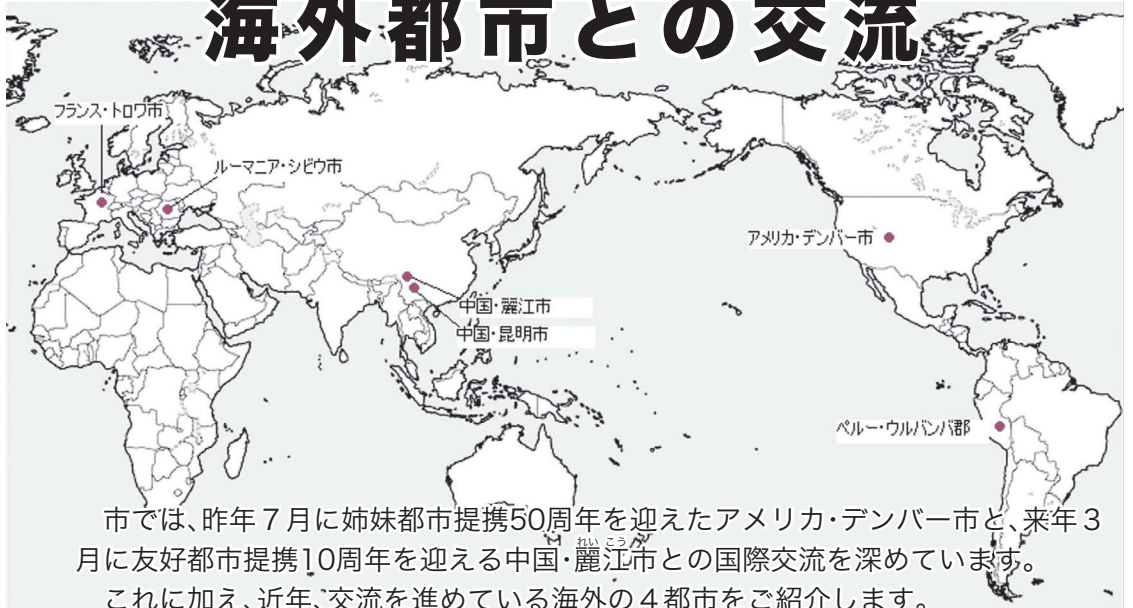 海外都市との交流
フランス・トロワ市
ルーマニア・シビウ市
アメリカ・デンバー市
中国・麗江市
中国・昆明市
ペルー・ウルバンバ郡
市では、昨年７月に姉妹都市提携50周年を迎えたアメリカ・デンバー市と、来年３
れい こう
月に友好都市提携10周年を迎える中国・麗江市との国際交流を深めています。
これに加え、近年、交流を進めている海外の４都市をご紹介します。